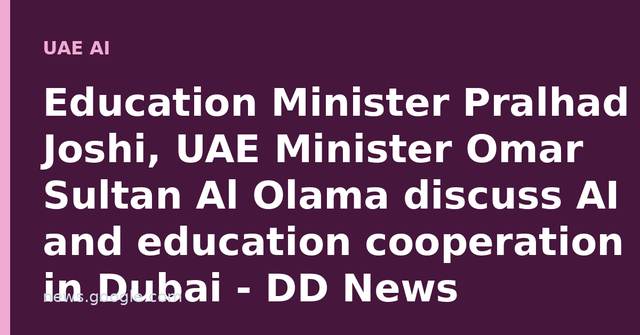 UAE AI
Education Minister Pralhad
Joshi, UAE Minister Omar
Sultan Al Olama discuss AI
and education cooperation
in Dubai - DD News
news.google.com